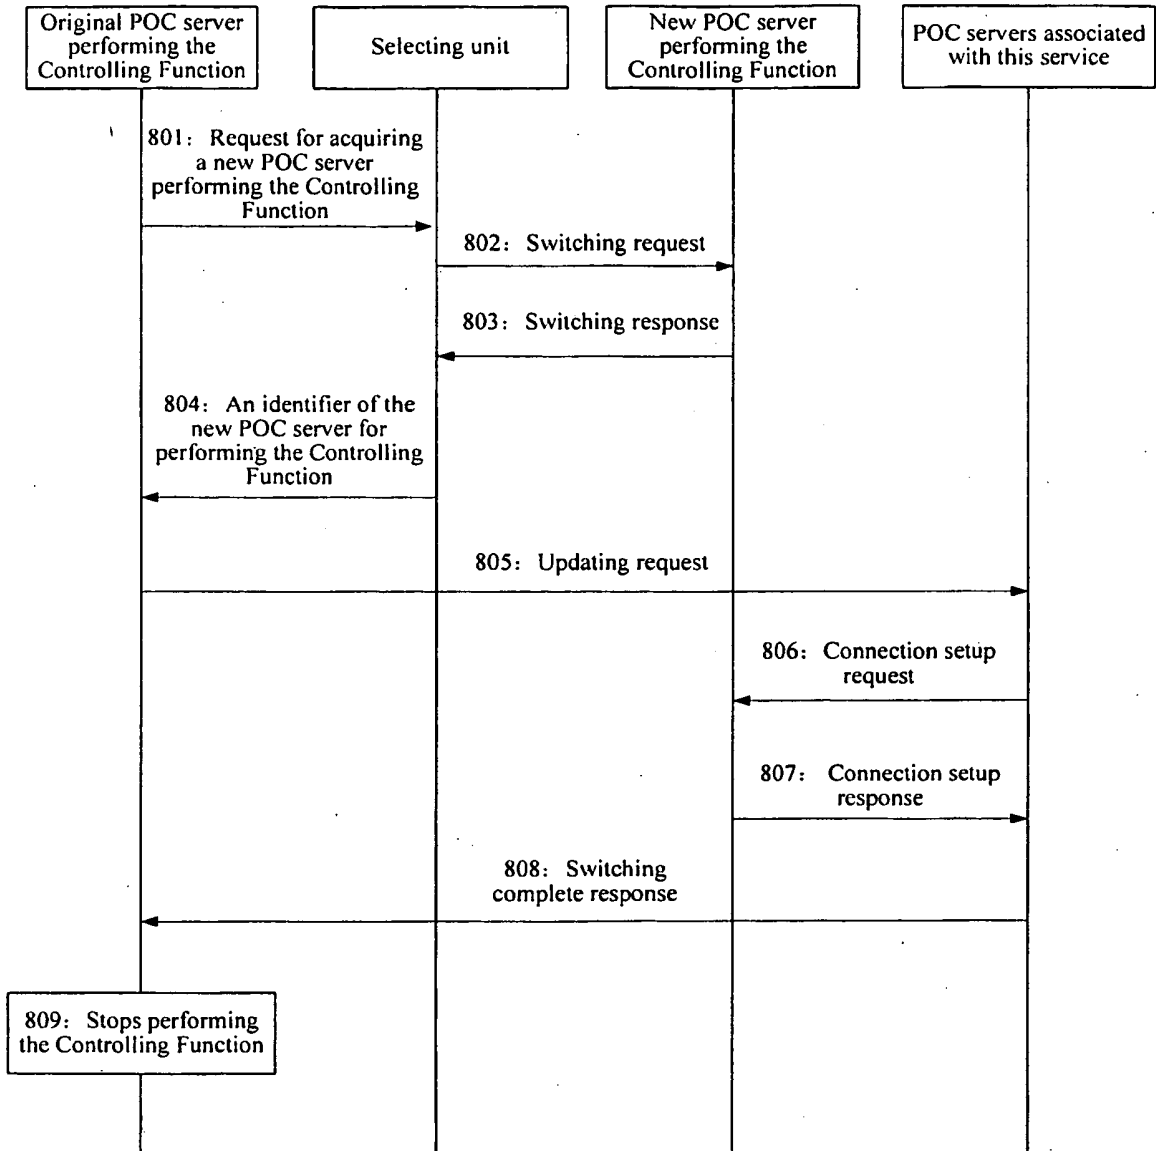 Original POC server
performing the
Controlling Function
Selecting unit
New POC server
performing the
Controlling Function
POC servers associated
with this service
801: Request for acquiring
a new POC server
performing the Controlling
Function
802: Switching request
803: Switching response
804: An identifier of the
new POC server for
performing the Controlling
Function
805: Updating request
806: Connection setup
request
807: Connection setup
response
808: Switching
complete response
809: Stops performing
the Controlling Function